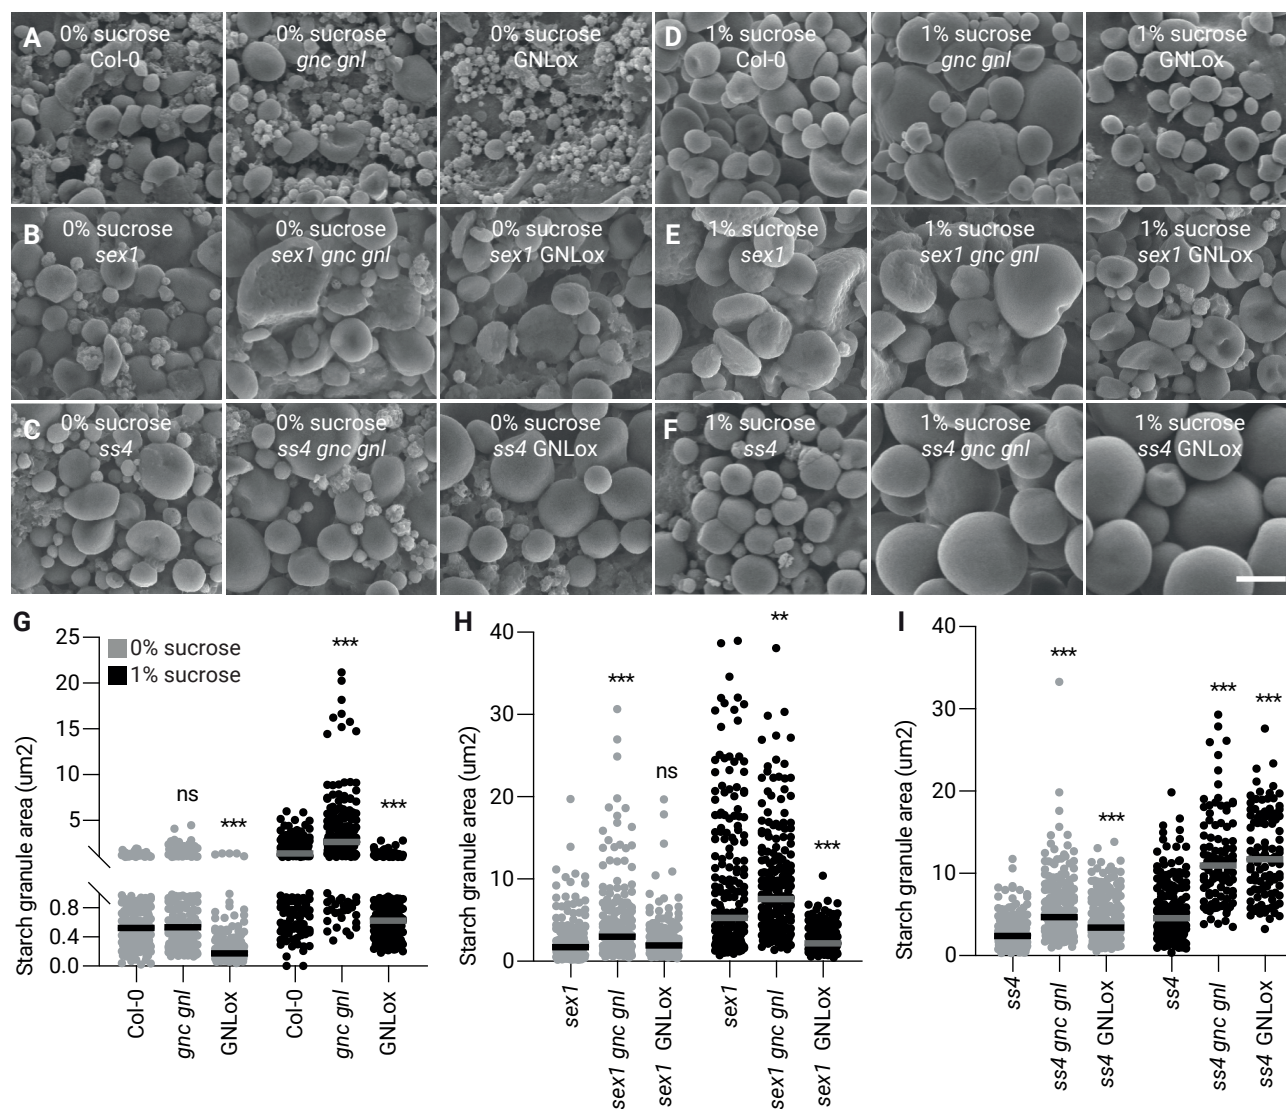 A
0% sucrose
Col-0
0% sucrose
gnc gnl
0% sucrose
GNLox
D
1% sucrose
Col-0
1% sucrose
gnc gnl
1% sucrose
GNLox
B
0% sucrose
sex1
0% sucrose
sex1 gnc gnl
0% sucrose
sex1 GNLox
E
1% sucrose
sex1
1% sucrose
sex1 gnc gnl
1% sucrose
sex1 GNLox
C
0% sucrose
ss4
0% sucrose
ss4 gnc gnl
0% sucrose
ss4 GNLox
F
1% sucrose
ss4
1% sucrose
ss4 gnc gnl
1% sucrose
ss4 GNLox
G
Starch granule area (um2)
25
20
15
10
5
0.8
0.4
0.0
0% sucrose
1% sucrose
ns
***
***
***
Col-0
gnc gnl
GNLox
Col-0
gnc gnl
GNLox
H
Starch granule area (um2)
40
30
20
10
0
***
ns
**
***
sex1
sex1 gnc gnl
sex1 GNLox
sex1
sex1 gnc gnl
sex1 GNLox
I
Starch granule area (um2)
40
30
20
10
0
***
***
***
***
ss4
ss4 gnc gnl
ss4 GNLox
ss4
ss4 gnc gnl
ss4 GNLox